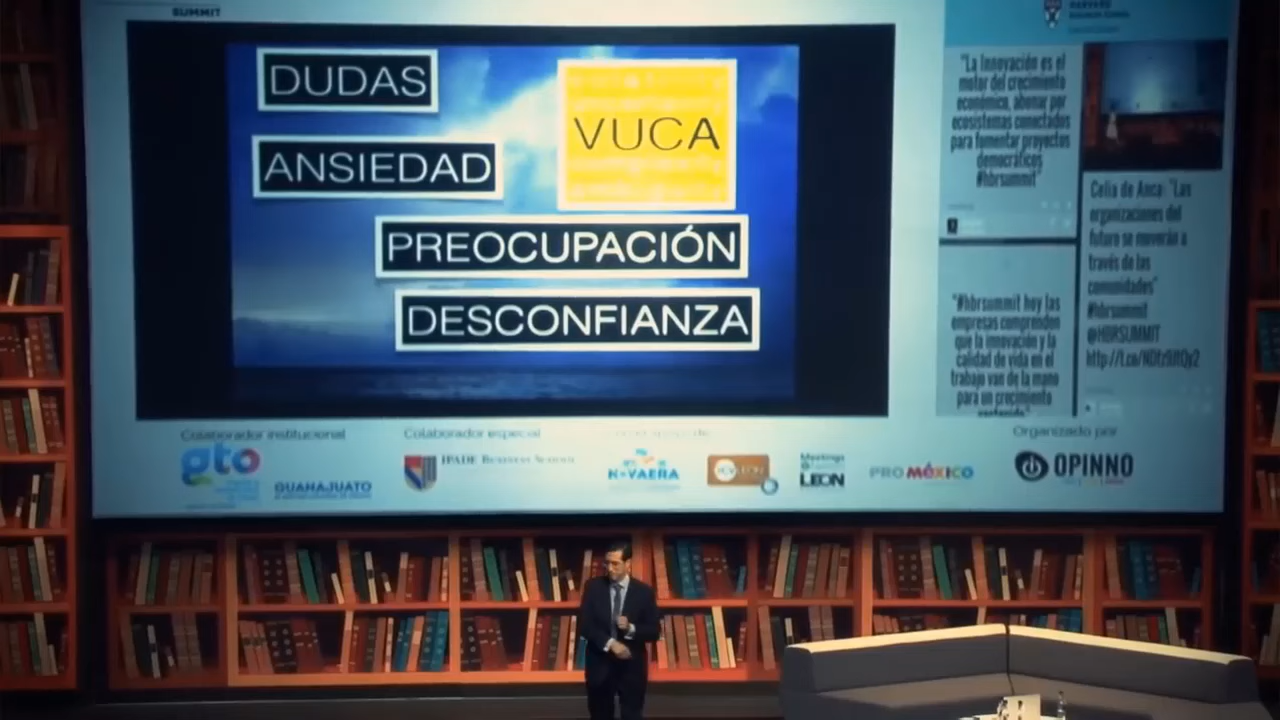 SUMMIT
DUDAS
VUCA
ANSIEDAD
PREOCUPACIÓN
DESCONFIANZA
HARVARD
"La Innovación es el
motor del crecimiento
económico, abonar por
ecosistemas conectados
para fomentar proyectos
democráticos
#hbrsummit"
Celia de Anca: "Las
organizaciones del
futuro se moverán a
través de las
comunidades"
#hbrsummit
@HBRSUMMIT
"#hbrsummit hoy las
empresas comprenden
que la innovación y la
calidad de vida en el
trabajo van de la mano
para un crecimiento
Colaborador institucional
gto
GUANAJUATO
Colaborador especial
IPADE Business School
NOVAERA
Meetings
LEÓN
PROMÉXICO
Organizado por
OPINNO